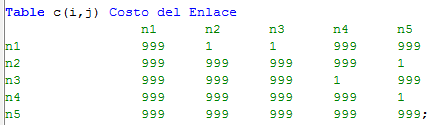 Table c(i,j) Costo del Enlace
n1 n2 n3 n4 n5
n1 999 1 1 999 999
n2 999 999 999 999 1
n3 999 999 999 1 999
n4 999 999 999 999 1
n5 999 999 999 999 999;